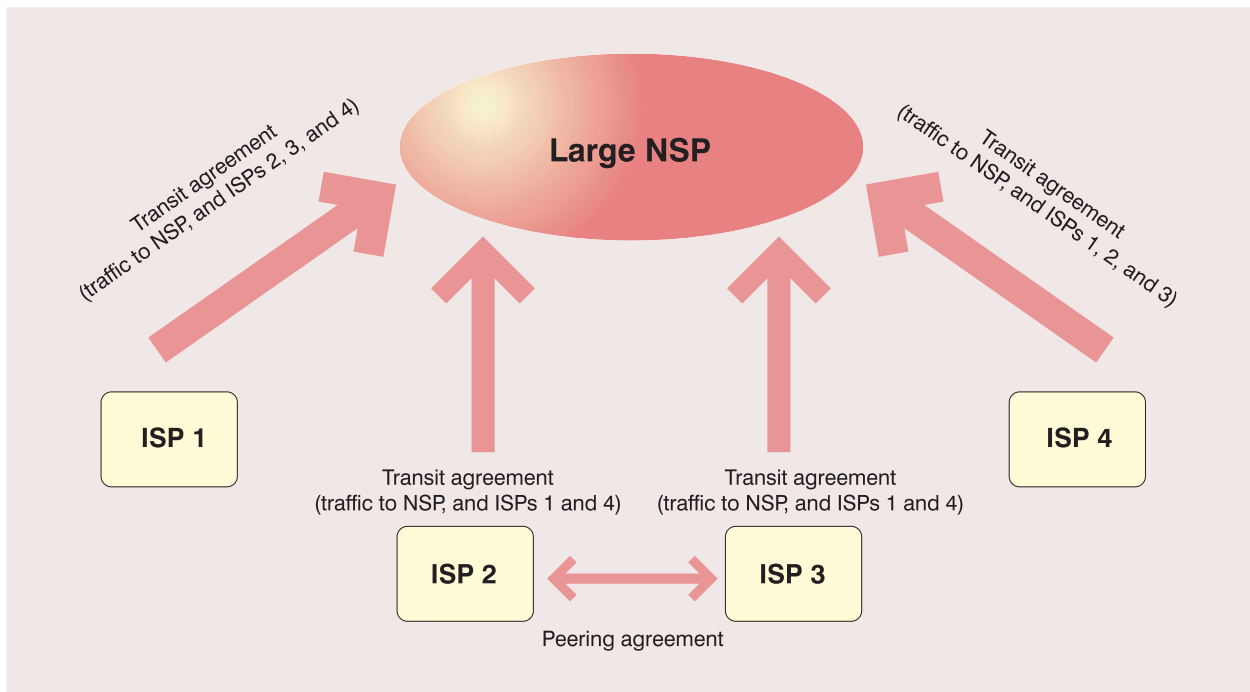 Large NSP
Transit agreement
(traffic to NSP, and ISPs 2, 3, and 4)
Transit agreement
(traffic to NSP, and ISPs 1, 2, and 3)
ISP 1
ISP 4
Transit agreement
(traffic to NSP, and ISPs 1 and 4)
Transit agreement
(traffic to NSP, and ISPs 1 and 4)
ISP 2
ISP 3
Peering agreement